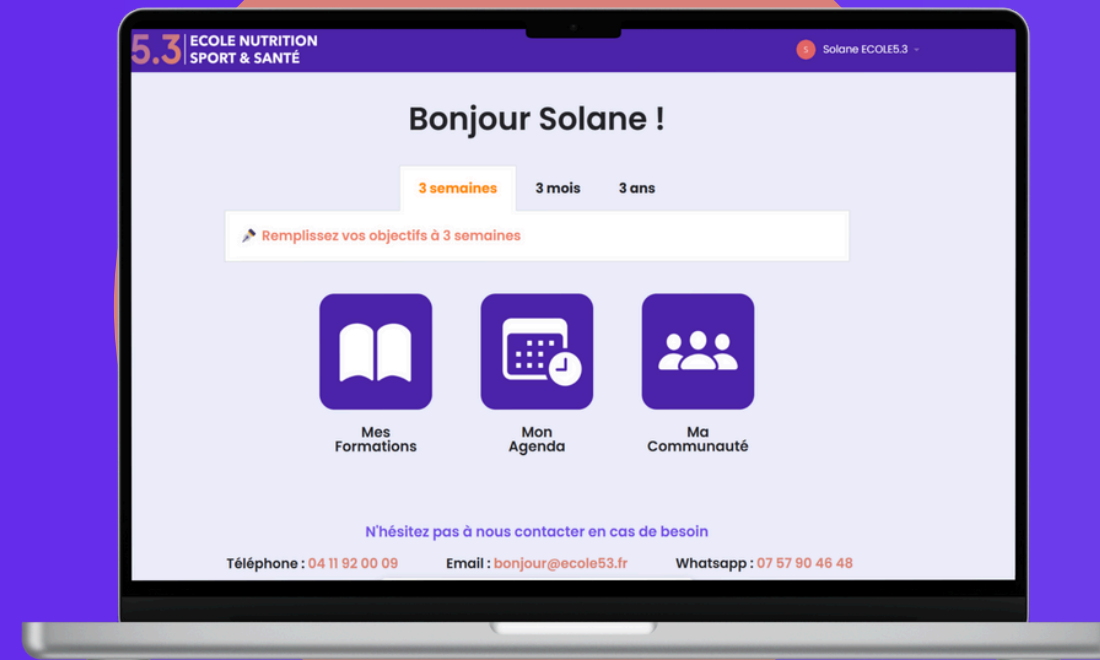 5.3 ECOLE NUTRITION
SPORT & SANTÉ
S Solane ECOLE5.3
Bonjour Solane !
3 semaines 3 mois 3 ans
Remplissez vos objectifs à 3 semaines
Mes
Formations
Mon
Agenda
Ma
Communauté
N'hésitez pas à nous contacter en cas de besoin
Téléphone : 04 11 92 00 09 Email : bonjour@ecole53.fr Whatsapp : 07 57 90 46 48